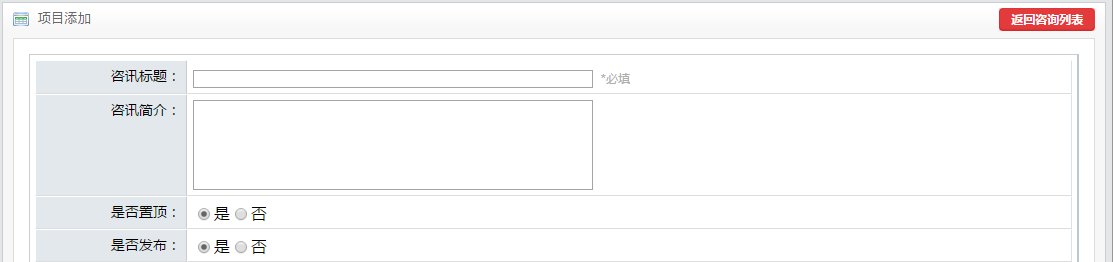 项目添加 返回咨询列表
咨讯标题： *必填
咨讯简介：
是否置顶： 是 否
是否发布： 是 否